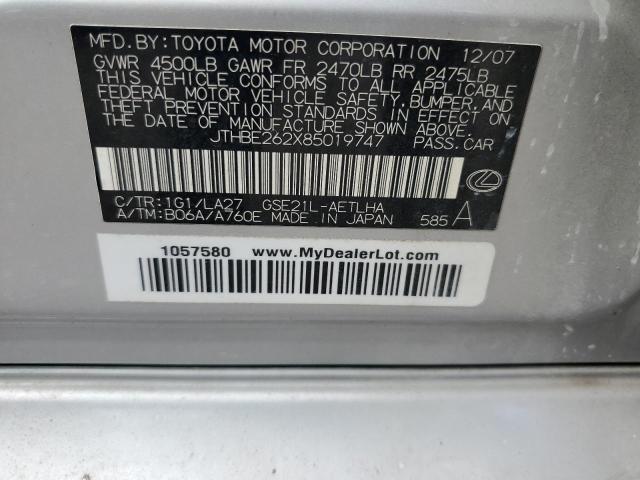 MFD.BY:TOYOTA MOTOR CORPORATION 12/07
GVWR 4500LB GAWR FR 2470LB RR 2475LB
THIS VEHICLE CONFORMS TO ALL APPLICABLE
FEDERAL MOTOR VEHICLE SAFETY,BUMPER,AND
THEFT PREVENTION STANDARDS IN EFFECT ON
THE DATE OF MANUFACTURE SHOWN ABOVE.
JTHBE262X85019747 PASS.CAR
C/TR:1G1/LA27 GSE21L-AETLHA
A/TM:B06A/A760E MADE IN JAPAN 585 A
1057580 www.MyDealerLot.com